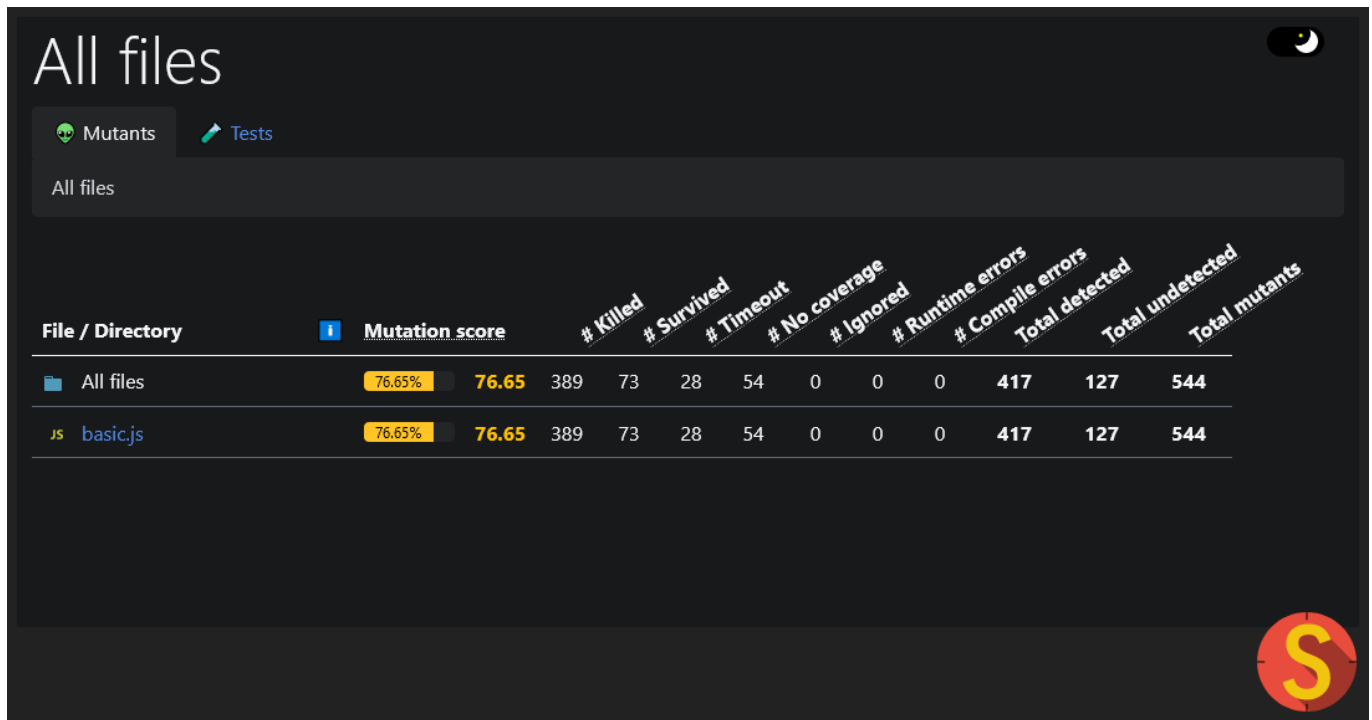 All files
Mutants Tests
All files
File / Directory Mutation score # Killed # Survived # Timeout # No coverage # Ignored # Runtime errors # Compile errors Total detected Total undetected Total mutants
All files 76.65% 76.65 389 73 28 54 0 0 0 417 127 544
JS basic.js 76.65% 76.65 389 73 28 54 0 0 0 417 127 544
S